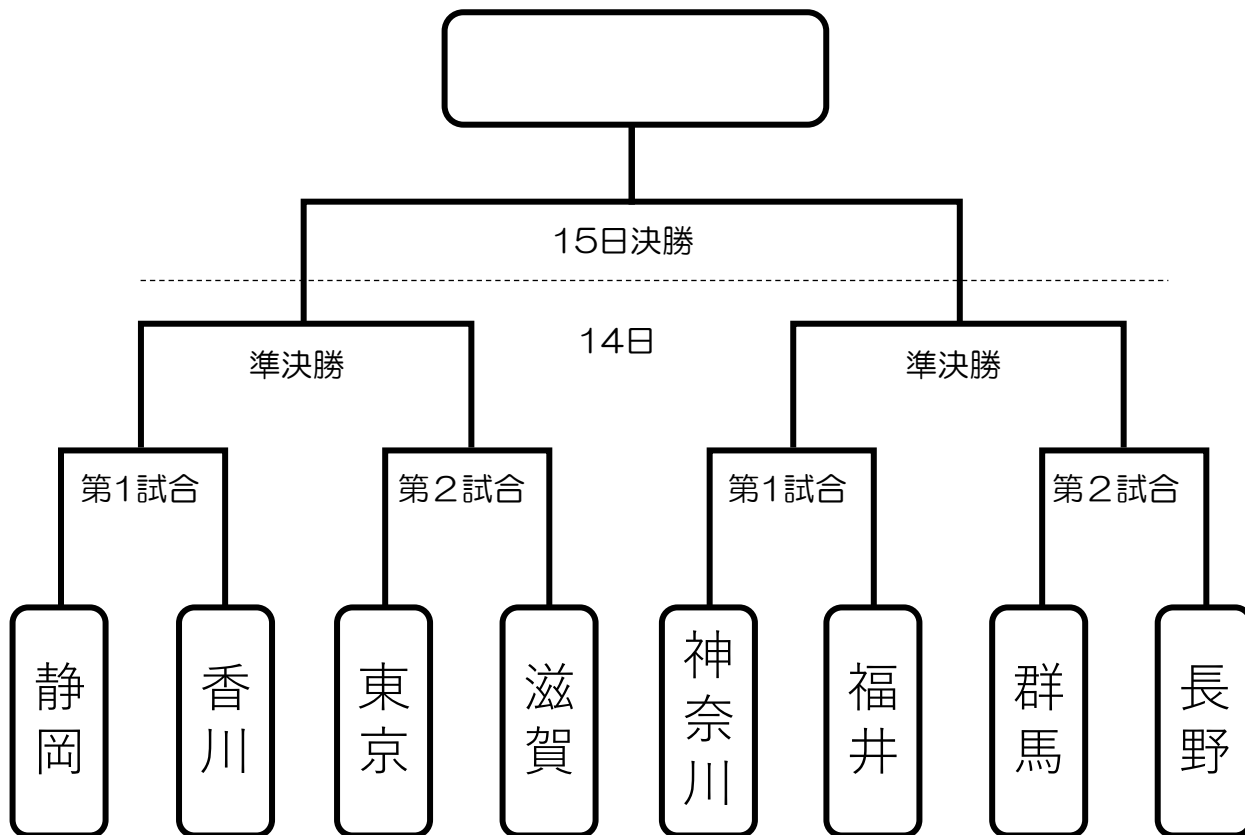 15日決勝
14日
準決勝
準決勝
第1試合
第２試合
第1試合
第２試合
静岡
香川
東京
滋賀
神奈川
福井
群馬
長野